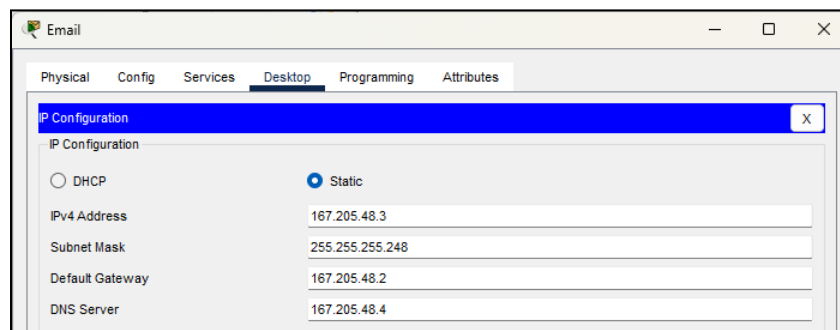 Email
Physical Config Services Desktop Programming Attributes
IP Configuration X
IP Configuration
DHCP Static
IPv4 Address 167.205.48.3
Subnet Mask 255.255.255.248
Default Gateway 167.205.48.2
DNS Server 167.205.48.4